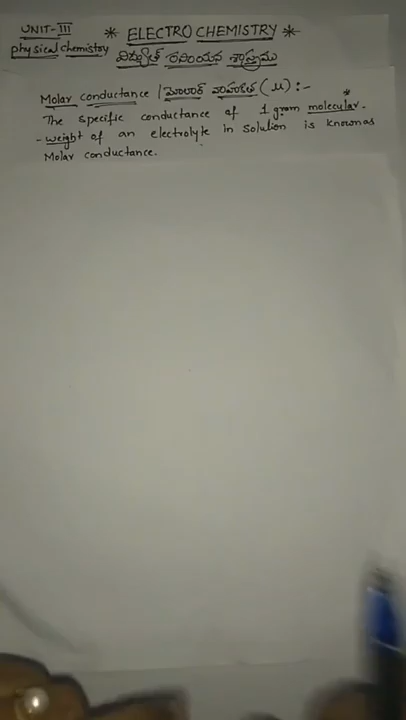 UNIT-III
* ELECTRO CHEMISTRY *
physical chemistry
విద్యుత్ రసాయన శాస్త్రము
Molar conductance / మోలార్ వాహకత (μ) :-
The specific conductance of 1 gram molecular.
- weight of an electrolyte in solution is known as
Molar conductance.